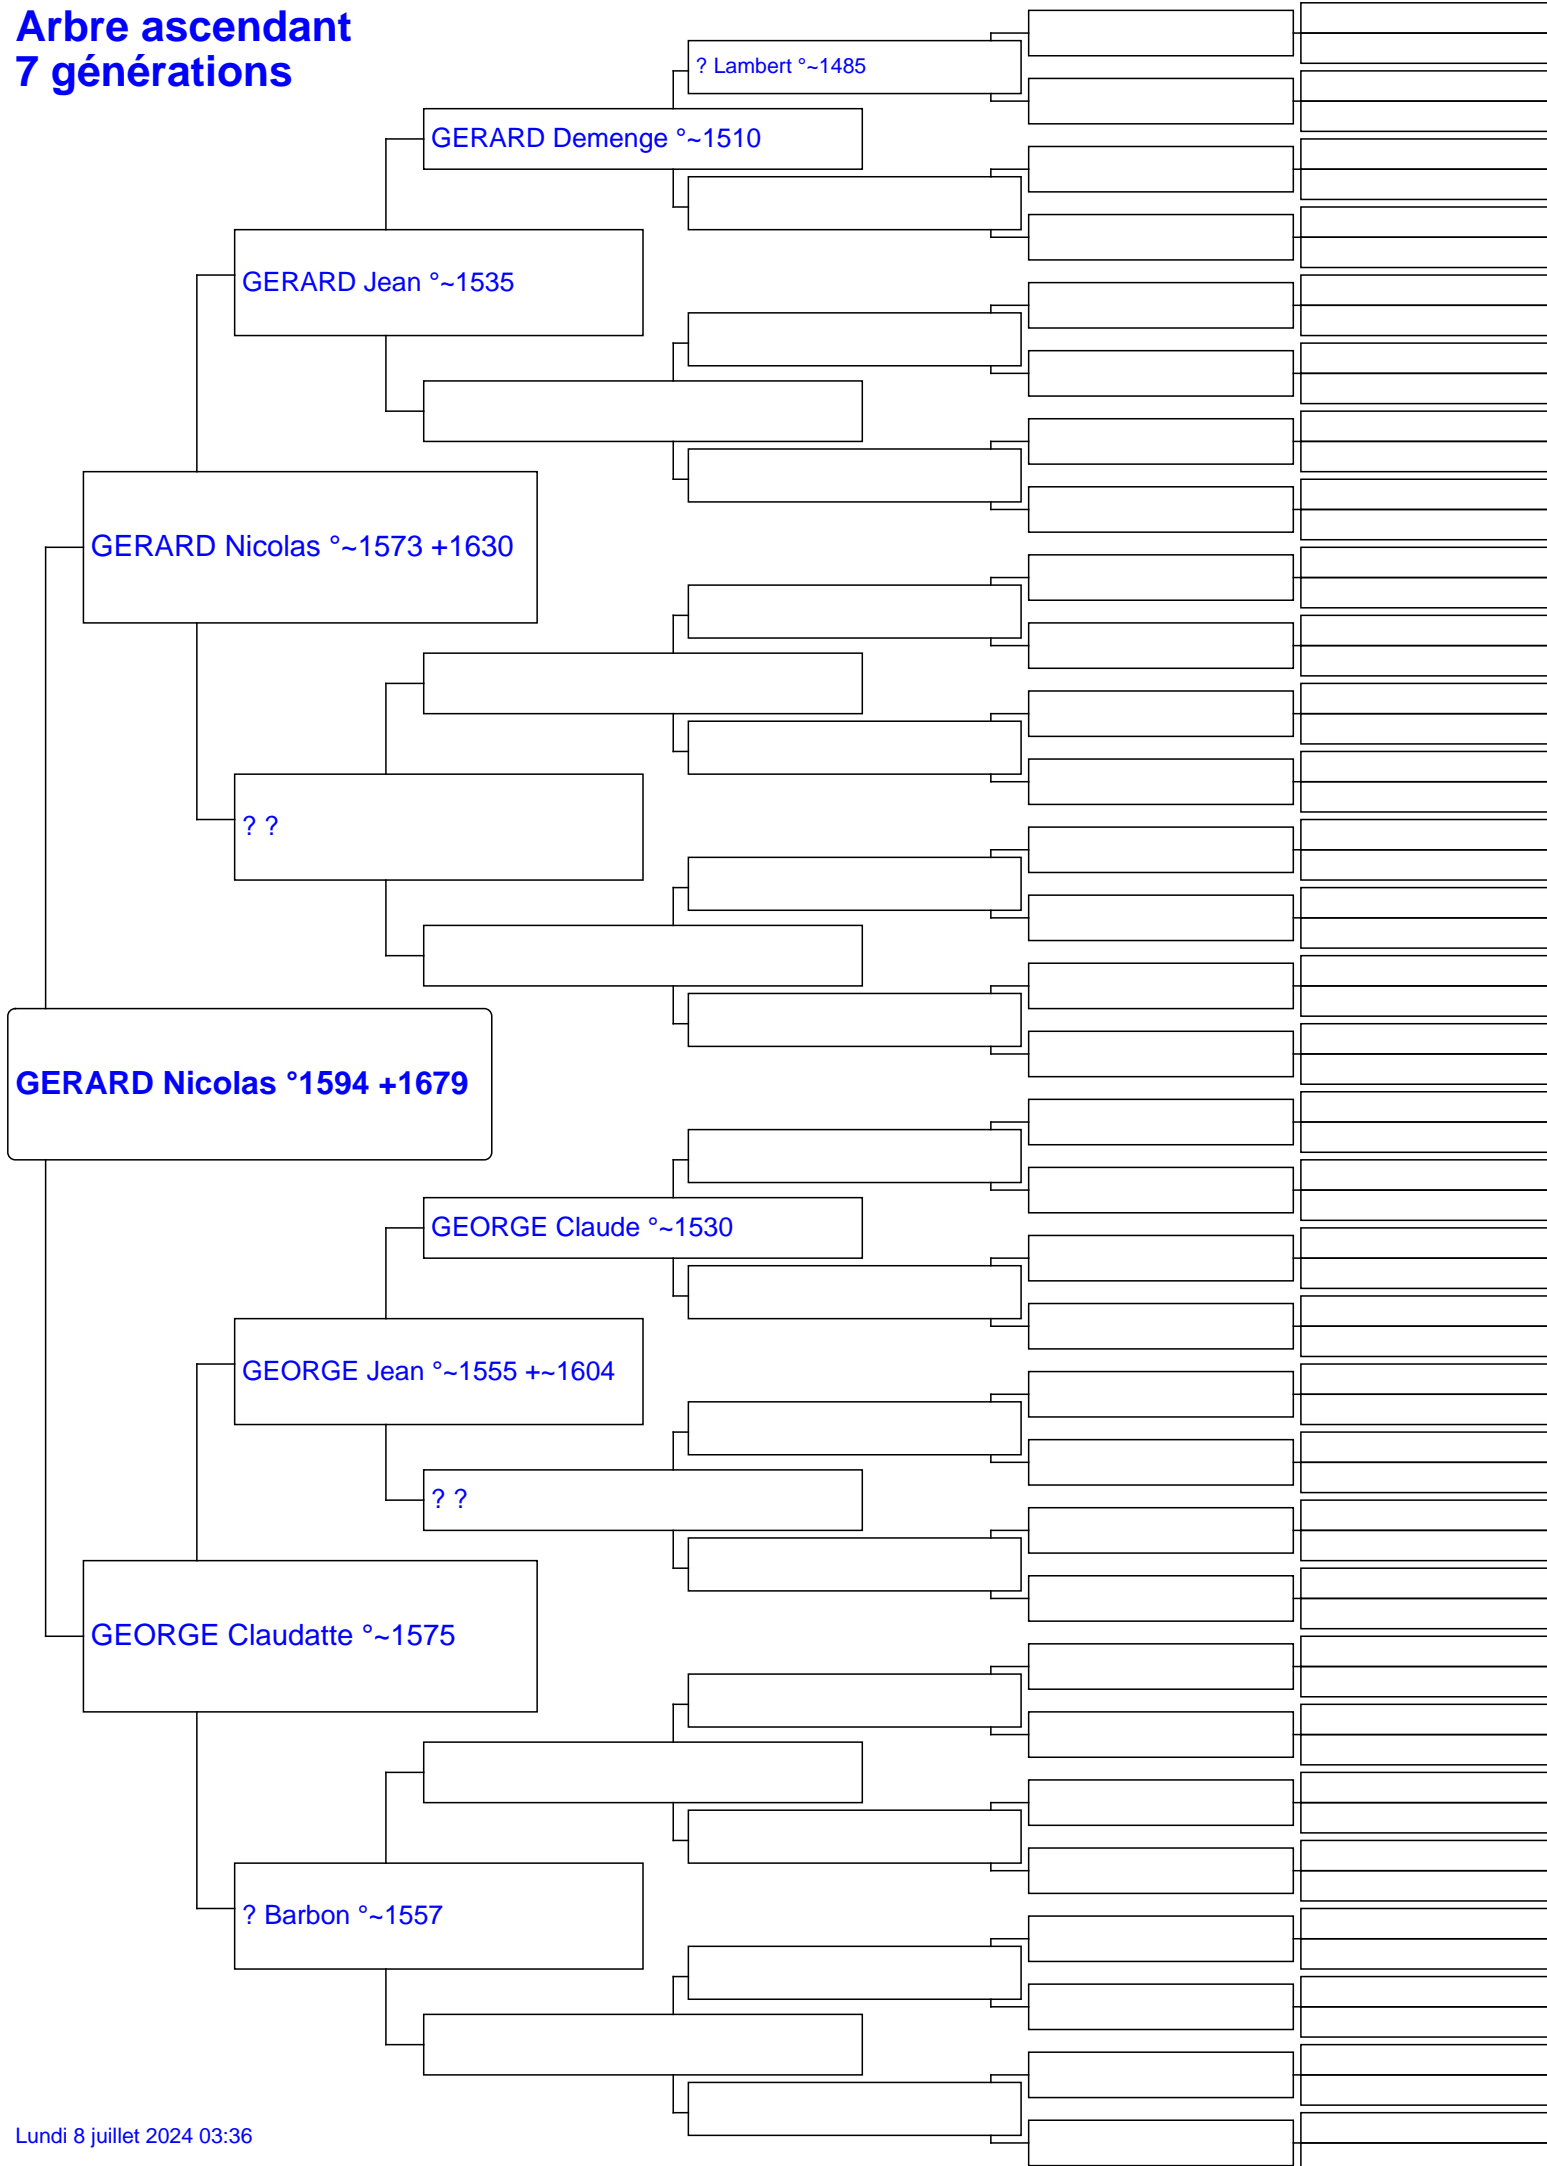 Arbre ascendant
7 générations
? Lambert °~1485
GERARD Demenge °~1510
GERARD Jean °~1535
GERARD Nicolas °~1573 +1630
? ?
GERARD Nicolas °1594 +1679
GEORGE Claude °~1530
GEORGE Jean °~1555 +~1604
? ?
GEORGE Claudatte °~1575
? Barbon °~1557
Lundi 8 juillet 2024 03:36